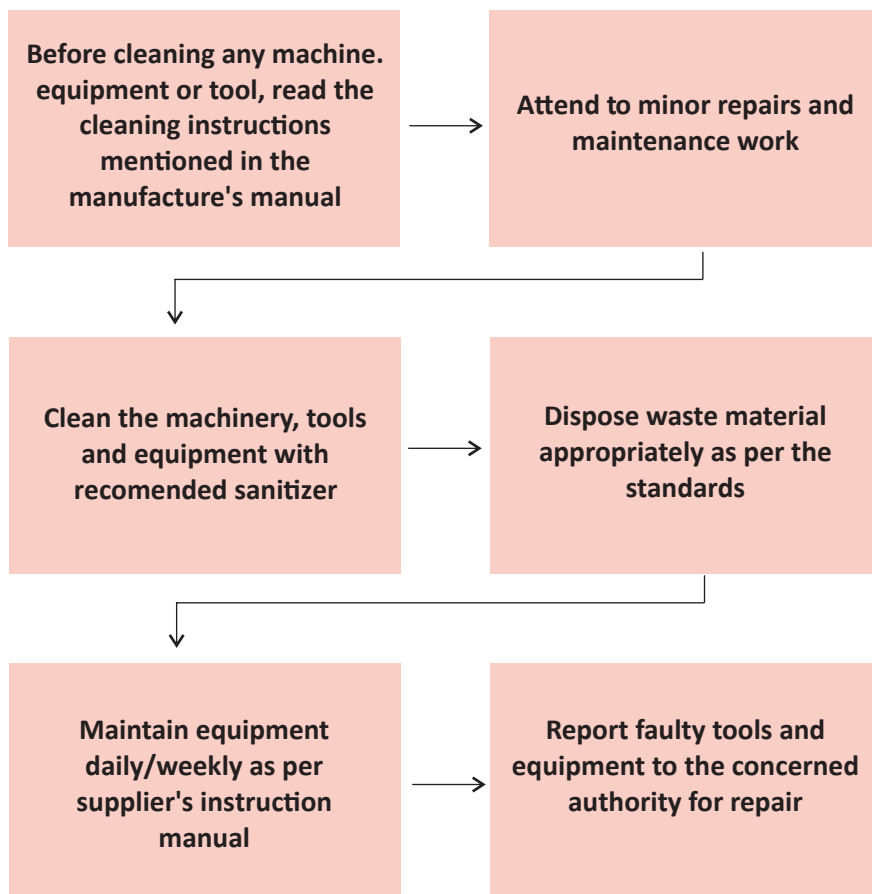 Before cleaning any machine.
equipment or tool, read the
cleaning instructions
mentioned in the
manufacture's manual
Attend to minor repairs and
maintenance work
Clean the machinery, tools
and equipment with
recomended sanitizer
Dispose waste material
appropriately as per the
standards
Maintain equipment
daily/weekly as per
supplier's instruction
manual
Report faulty tools and
equipment to the concerned
authority for repair